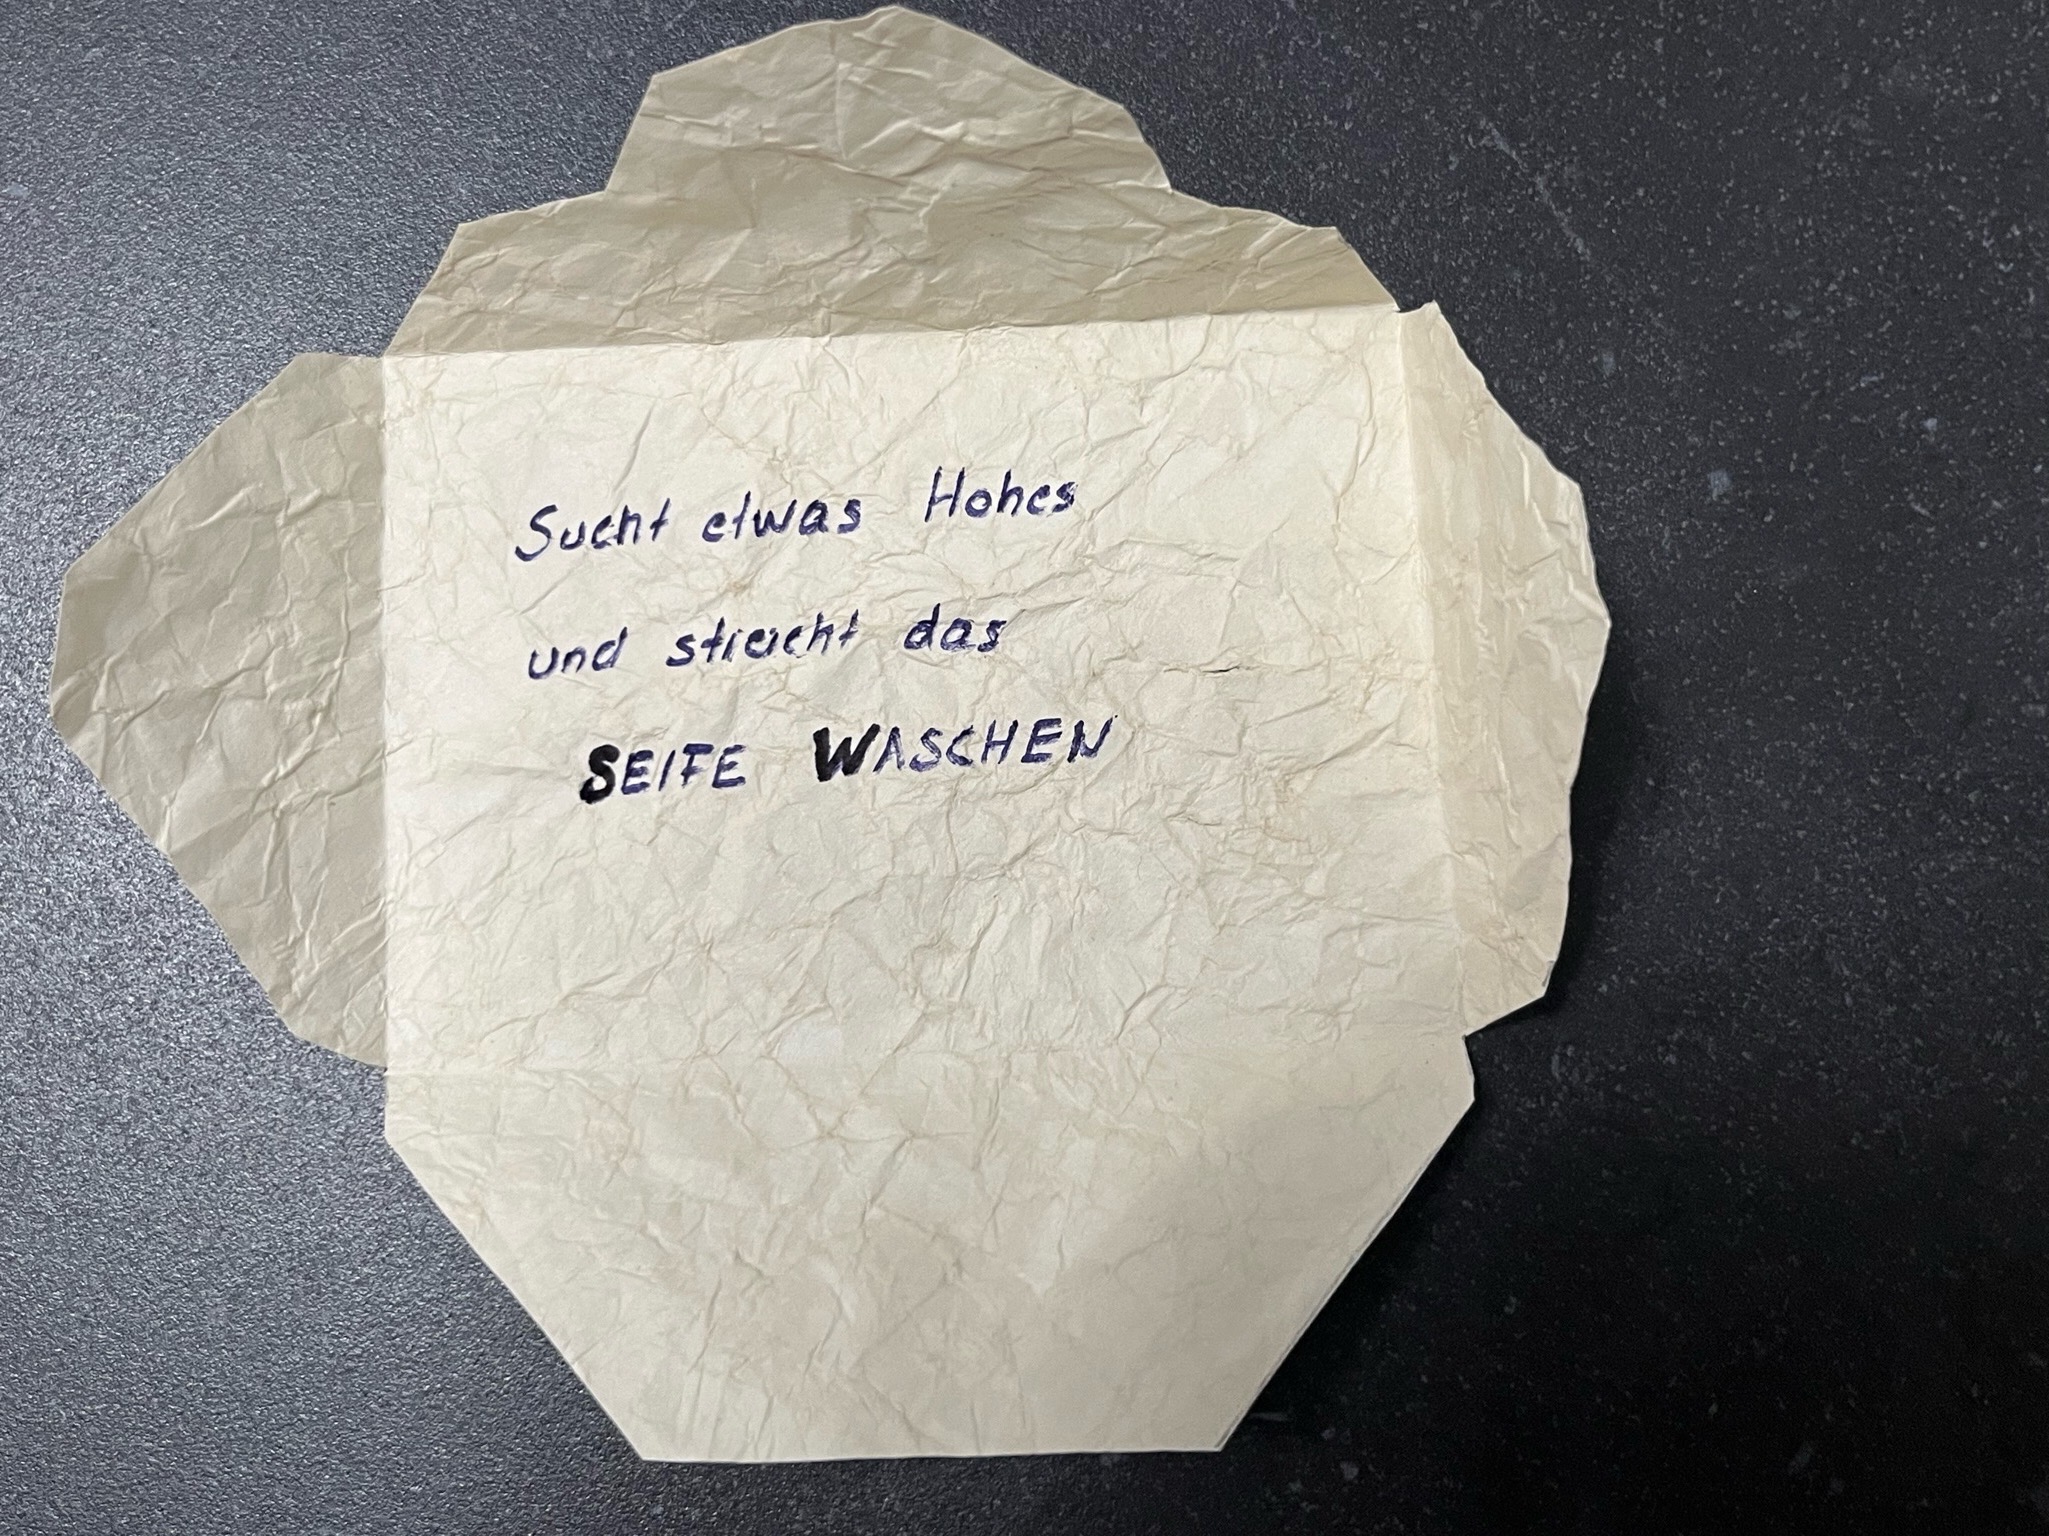 Sucht etwas Hohes
und streicht das
SEIFE WASCHEN